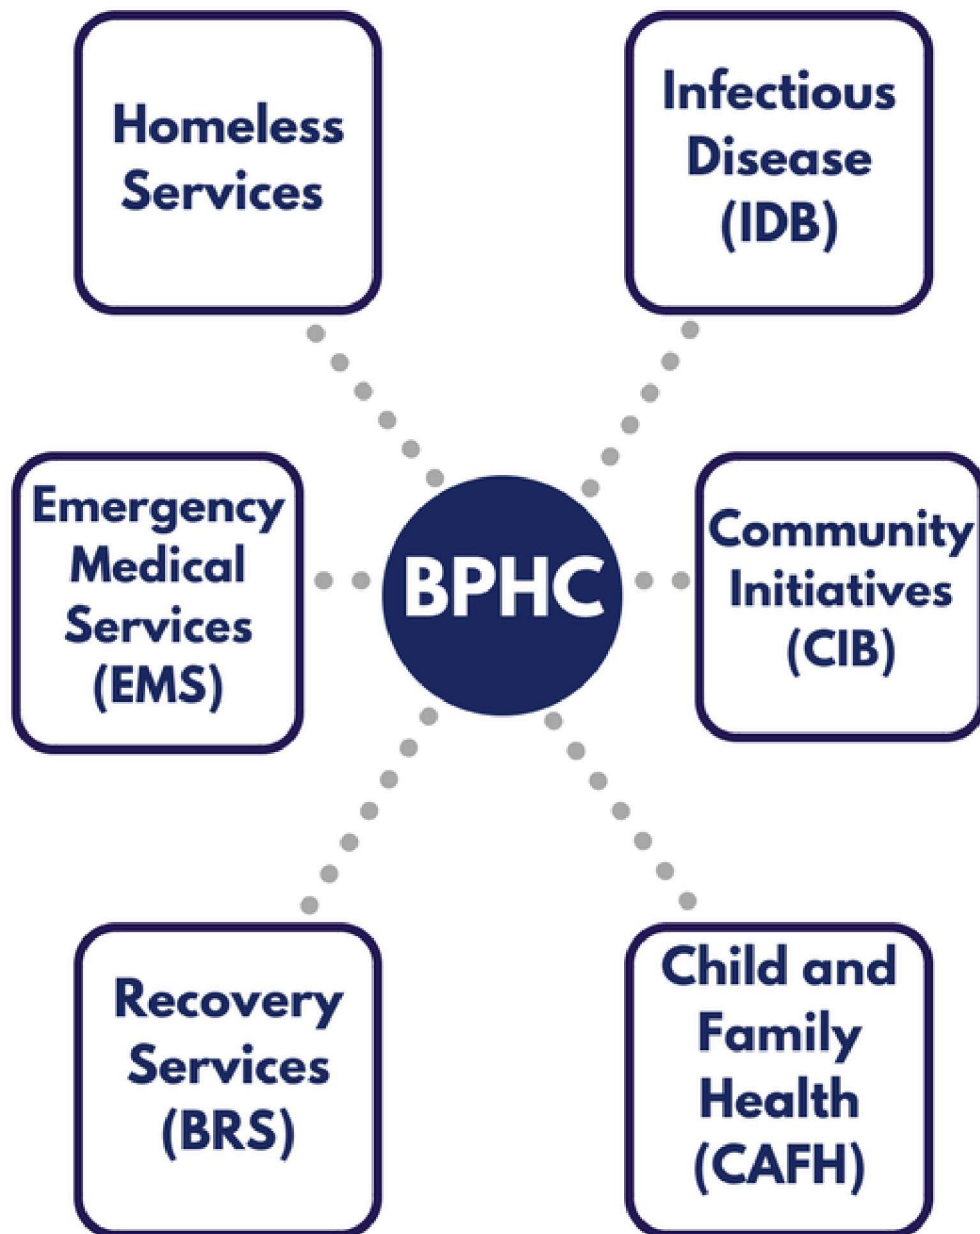 Homeless
Services
Infectious
Disease
(IDB)
Emergency
Medical
Services
(EMS)
BPHC
Community
Initiatives
(CIB)
Recovery
Services
(BRS)
Child and
Family
Health
(CAFH)